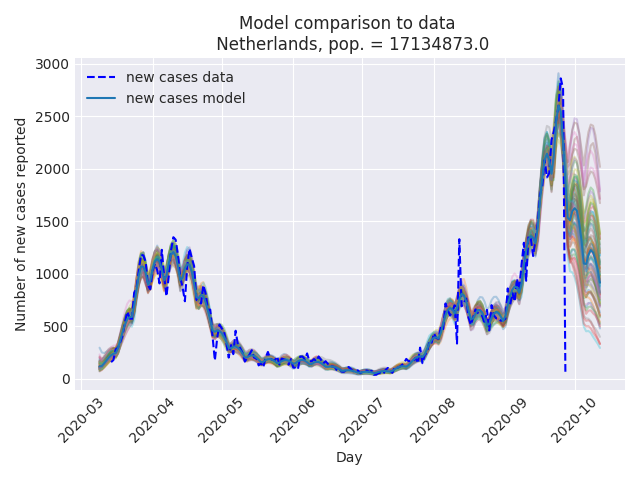 Model comparison to data
Netherlands, pop. = 17134873.0
3000
2500
2000
1500
1000
500
0
Number of new cases reported
new cases data
new cases model
2020-03
2020-04
2020-05
2020-06
2020-07
2020-08
2020-09
2020-10
Day